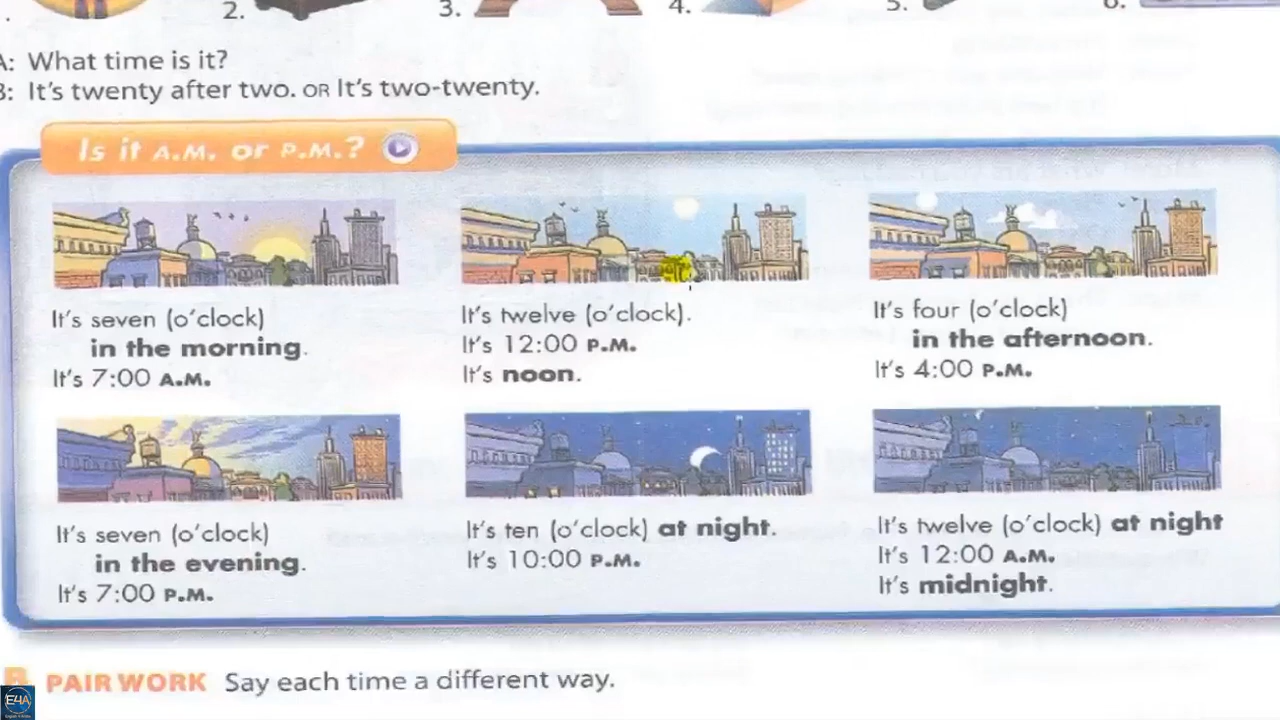 2.
3.
4.
5.
6.
A: What time is it?
B: It's twenty after two. OR It's two-twenty.
Is it A.M. or P.M.?
It's seven (o'clock)
in the morning.
It's 7:00 A.M.
It's twelve (o'clock).
It's 12:00 P.M.
It's noon.
It's four (o'clock)
in the afternoon.
It's 4:00 P.M.
It's seven (o'clock)
in the evening.
It's 7:00 P.M.
It's ten (o'clock) at night.
It's 10:00 P.M.
It's twelve (o'clock) at night
It's 12:00 A.M.
It's midnight.
B PAIR WORK Say each time a different way.
E4A